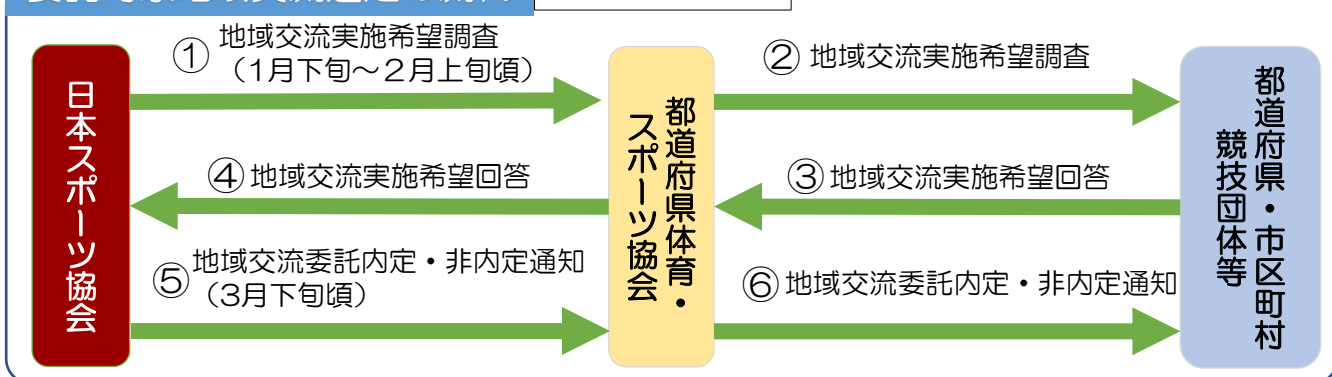 ① 地域交流実施希望調査
（1月下旬～２月上旬頃）
② 地域交流実施希望調査
日本スポーツ協会
都道府県体育・
スポーツ協会
都道府県・市区町村
競技団体等
④ 地域交流実施希望回答
③ 地域交流実施希望回答
⑤ 地域交流委託内定・非内定通知
（3月下旬頃）
⑥ 地域交流委託内定・非内定通知